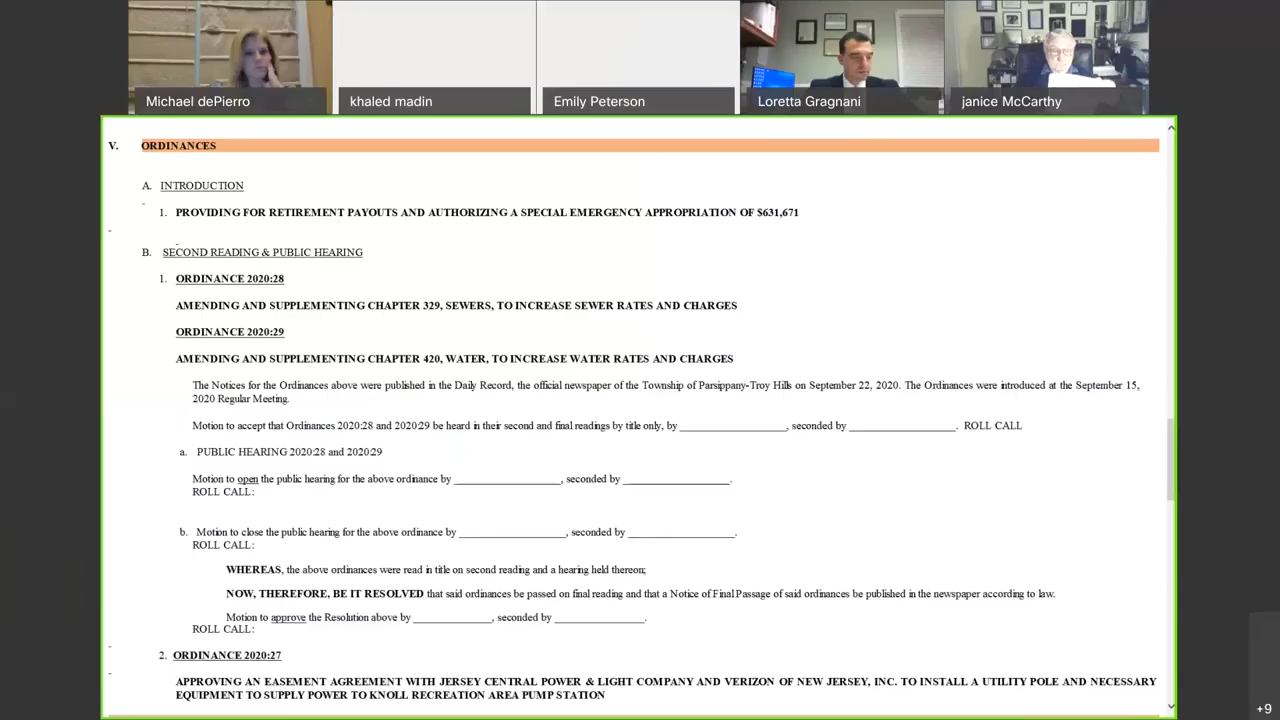 Michael dePierro
khaled madin
Emily Peterson
Loretta Gragnani
janice McCarthy
V. ORDINANCES
A. INTRODUCTION
1. PROVIDING FOR RETIREMENT PAYOUTS AND AUTHORIZING A SPECIAL EMERGENCY APPROPRIATION OF $631,671
B. SECOND READING & PUBLIC HEARING
1. ORDINANCE 2020:28
AMENDING AND SUPPLEMENTING CHAPTER 329, SEWERS, TO INCREASE SEWER RATES AND CHARGES
ORDINANCE 2020:29
AMENDING AND SUPPLEMENTING CHAPTER 420, WATER, TO INCREASE WATER RATES AND CHARGES
The Notices for the Ordinances above were published in the Daily Record, the official newspaper of the Township of Parsippany-Troy Hills on September 22, 2020. The Ordinances were introduced at the September 15,
2020 Regular Meeting.
Motion to accept that Ordinances 2020:28 and 2020:29 be heard in their second and final readings by title only, by ____________________, seconded by ____________________. ROLL CALL
a. PUBLIC HEARING 2020:28 and 2020:29
Motion to open the public hearing for the above ordinance by ____________________, seconded by ____________________.
ROLL CALL:
b. Motion to close the public hearing for the above ordinance by ____________________, seconded by ____________________.
ROLL CALL:
WHEREAS, the above ordinances were read in title on second reading and a hearing held thereon;
NOW, THEREFORE, BE IT RESOLVED that said ordinances be passed on final reading and that a Notice of Final Passage of said ordinances be published in the newspaper according to law.
Motion to approve the Resolution above by _______________, seconded by _________________.
ROLL CALL:
2. ORDINANCE 2020:27
APPROVING AN EASEMENT AGREEMENT WITH JERSEY CENTRAL POWER & LIGHT COMPANY AND VERIZON OF NEW JERSEY, INC. TO INSTALL A UTILITY POLE AND NECESSARY
EQUIPMENT TO SUPPLY POWER TO KNOLL RECREATION AREA PUMP STATION
+9